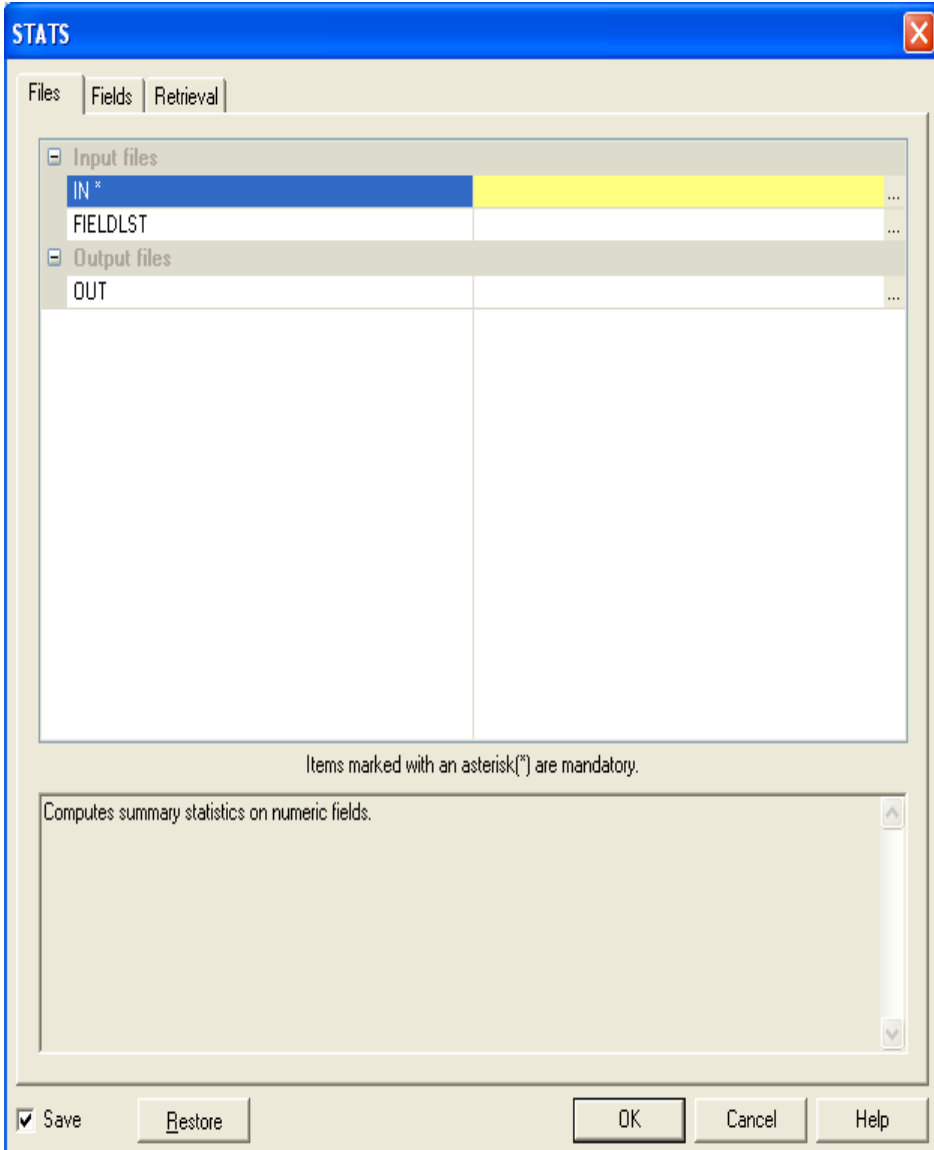 STATS
Files Fields Retrieval
Input files
IN *
...
FIELDLST
...
Output files
OUT
...
Items marked with an asterisk(*) are mandatory.
Computes summary statistics on numeric fields.
Save Restore OK Cancel Help